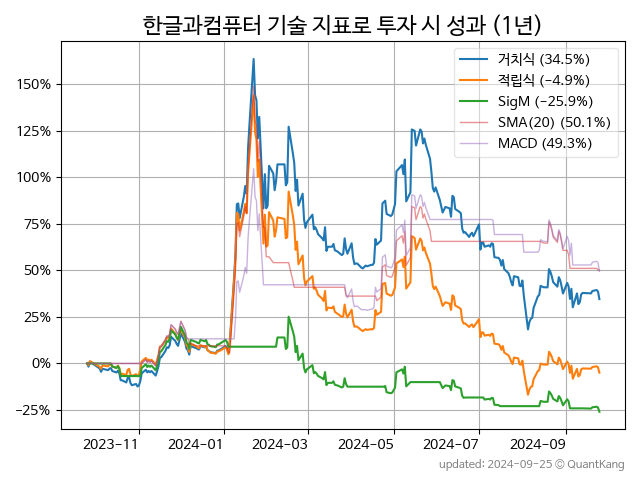 한글과컴퓨터 기술 지표로 투자 시 성과 (1년)
거치식 (34.5%)
적립식 (−4.9%)
SigM (−25.9%)
SMA(20) (50.1%)
MACD (49.3%)
150%
125%
100%
75%
50%
25%
0%
−25%
2023−11 2024−01 2024−03 2024−05 2024−07 2024−09
updated: 2024−09−25 © QuantKang